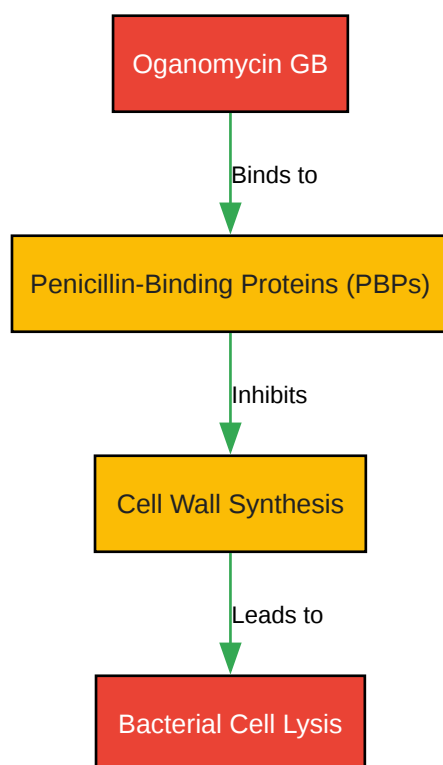 Oganomycin GB
Binds to
Penicillin-Binding Proteins (PBPs)
Inhibits
Cell Wall Synthesis
Leads to
Bacterial Cell Lysis